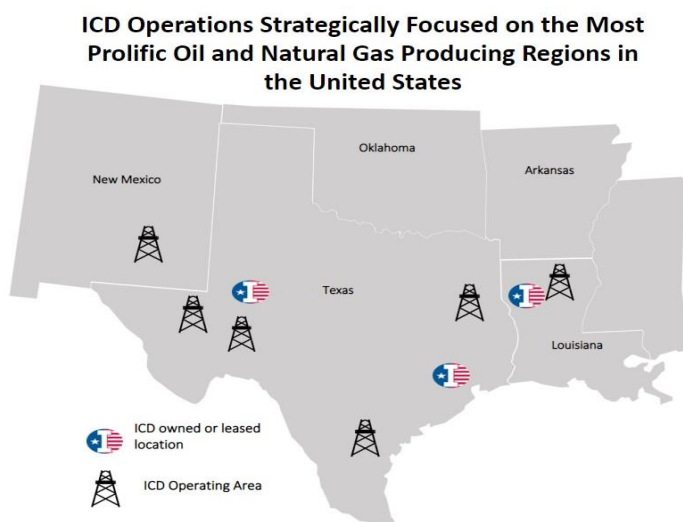 ICD Operations Strategically Focused on the Most
Prolific Oil and Natural Gas Producing Regions in
the United States
Oklahoma
Arkansas
New Mexico
Texas
Louisiana
ICD owned or leased
location
ICD Operating Area